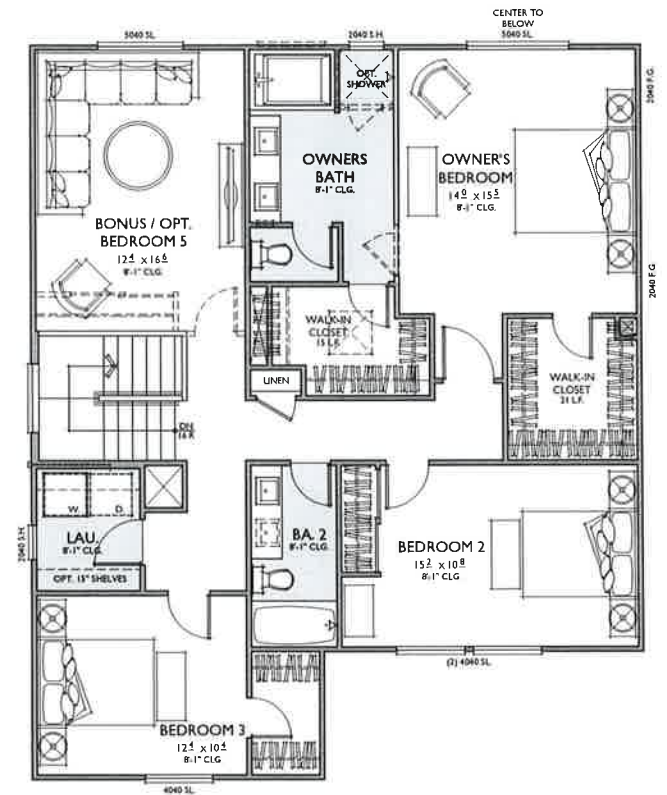 CENTER TO
BELOW
5040 SL.
2040 S.H.
5040 SL.
2040 F.G.
OPT.
SHOWER
OWNERS
BATH
8'-1" CLG.
OWNER'S
BEDROOM
14⁰ x 15⁵
8'-1" CLG.
BONUS / OPT.
BEDROOM 5
12⁴ x 16⁶
8'-1" CLG
2040 F.G
WALK-IN
CLOSET
15 LF.
LINEN
WALK-IN
CLOSET
21 LF.
DN.
16 R
W.
D.
LAU.
8'-1" CLG.
OPT. 15" SHELVES
2040 S.H.
BA. 2
8'-1" CLG.
BEDROOM 2
15² x 10⁸
8'-1" CLG
(2) 4040 SL.
BEDROOM 3
12⁴ x 10⁴
8'-1" CLG
4040 SL.